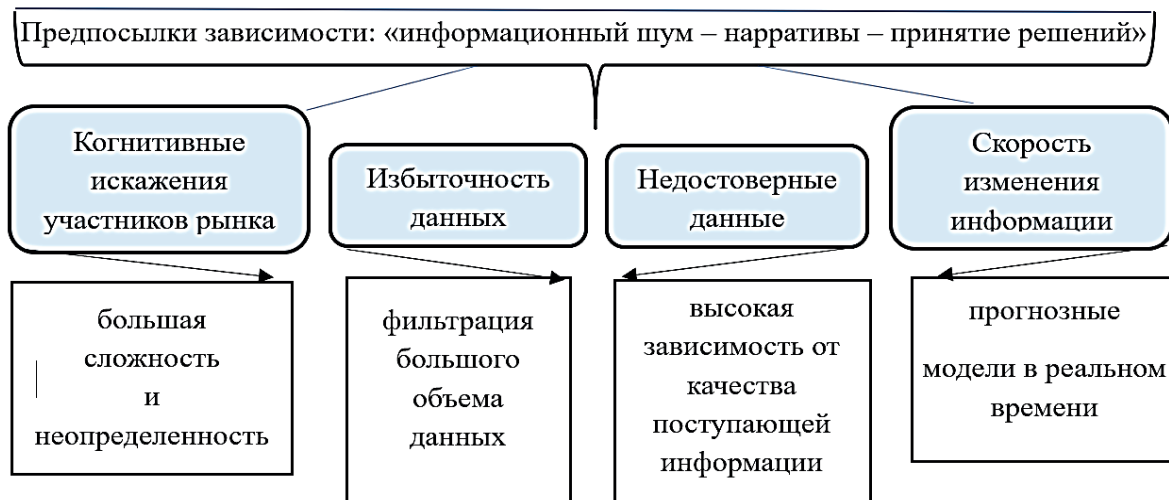 Предпосылки зависимости: «информационный шум – нарративы – принятие решений»
Когнитивные
искажения
участников рынка
Избыточность
данных
Недостоверные
данные
Скорость
изменения
информации
большая
сложность
и
неопределенность
фильтрация
большого
объема
данных
высокая
зависимость от
качества
поступающей
информации
прогнозные
модели в реальном
времени